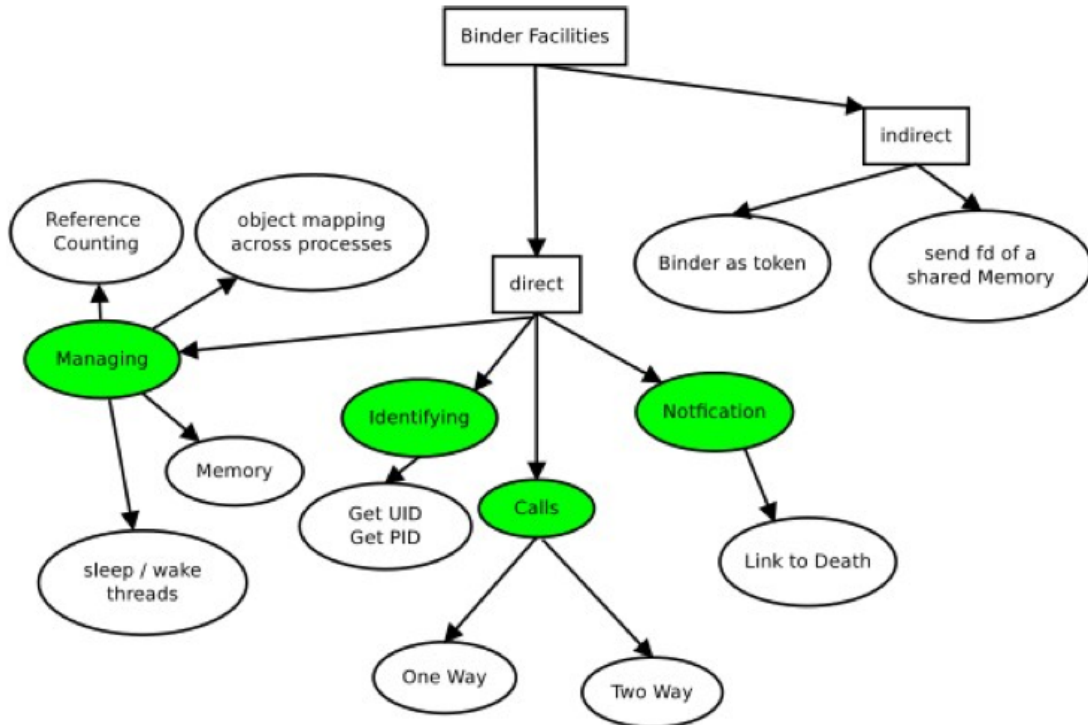 Binder Facilities
indirect
Reference
Counting
object mapping
across processes
Binder as token
send fd of a
shared Memory
direct
Managing
Identifying
Notfication
Memory
Get UID
Get PID
Calls
Link to Death
sleep / wake
threads
One Way
Two Way